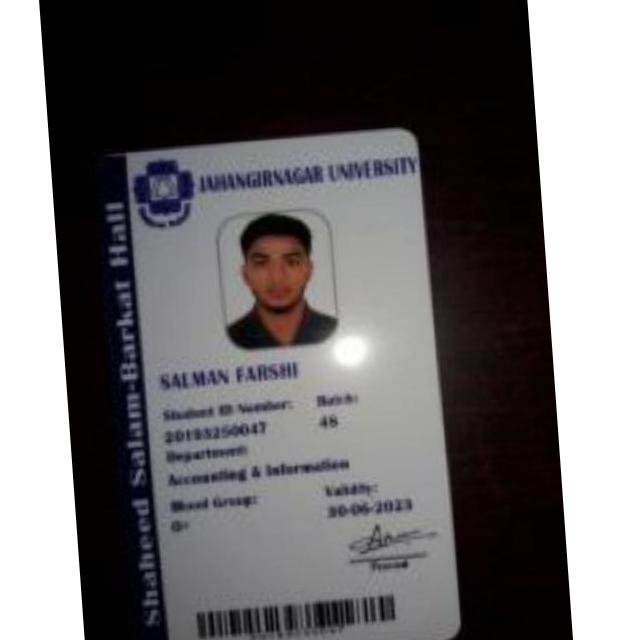 JAHANGIRNAGAR UNIVERSITY
Shaheed Salam-Barkat Hall
SALMAN FARSHI
Student ID Number:
20193250047
Batch:
48
Department:
Accounting & Information
Blood Group:
O+
Validity:
30-06-2023
Provost